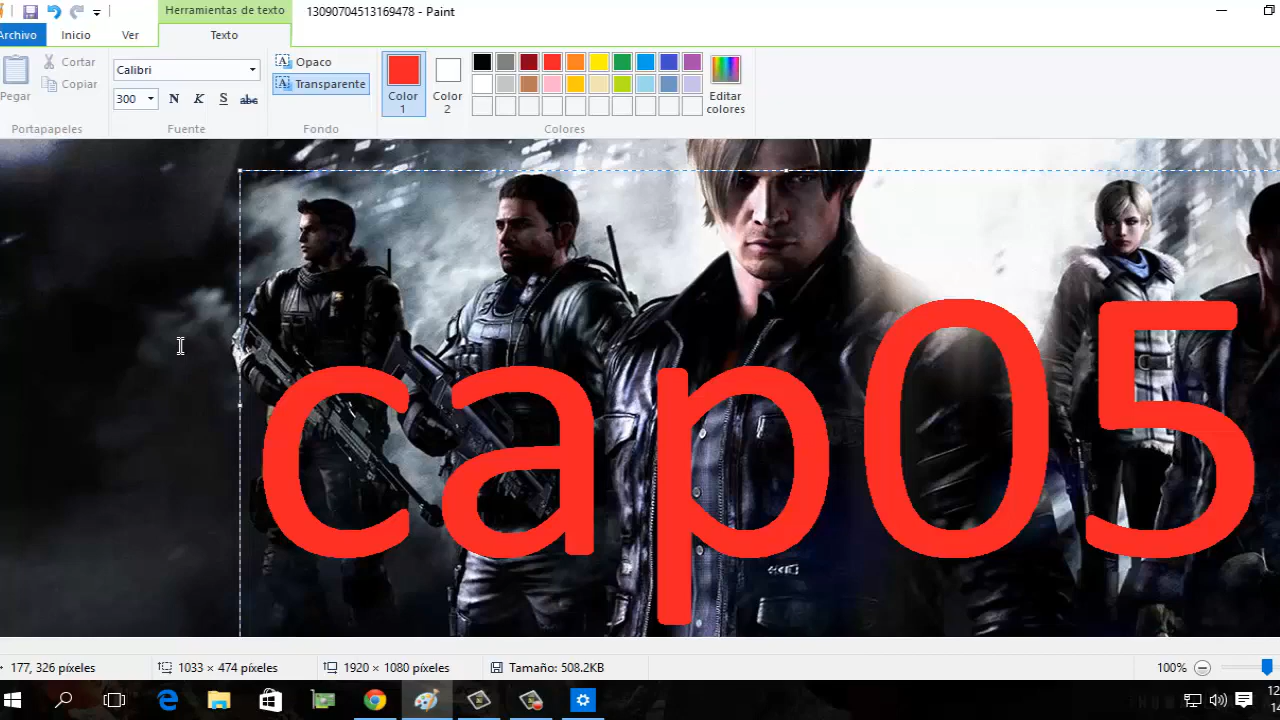 Herramientas de texto
13090704513169478 - Paint
Archivo
Inicio
Ver
Texto
Pegar
Cortar
Copiar
Portapapeles
Calibri
300
N
K
S
abc
Fuente
Opaco
Transparente
Fondo
Color
1
Color
2
Editar
colores
Colores
cap05
177, 326 píxeles
1033 × 474 píxeles
1920 × 1080 píxeles
Tamaño: 508.2KB
100%